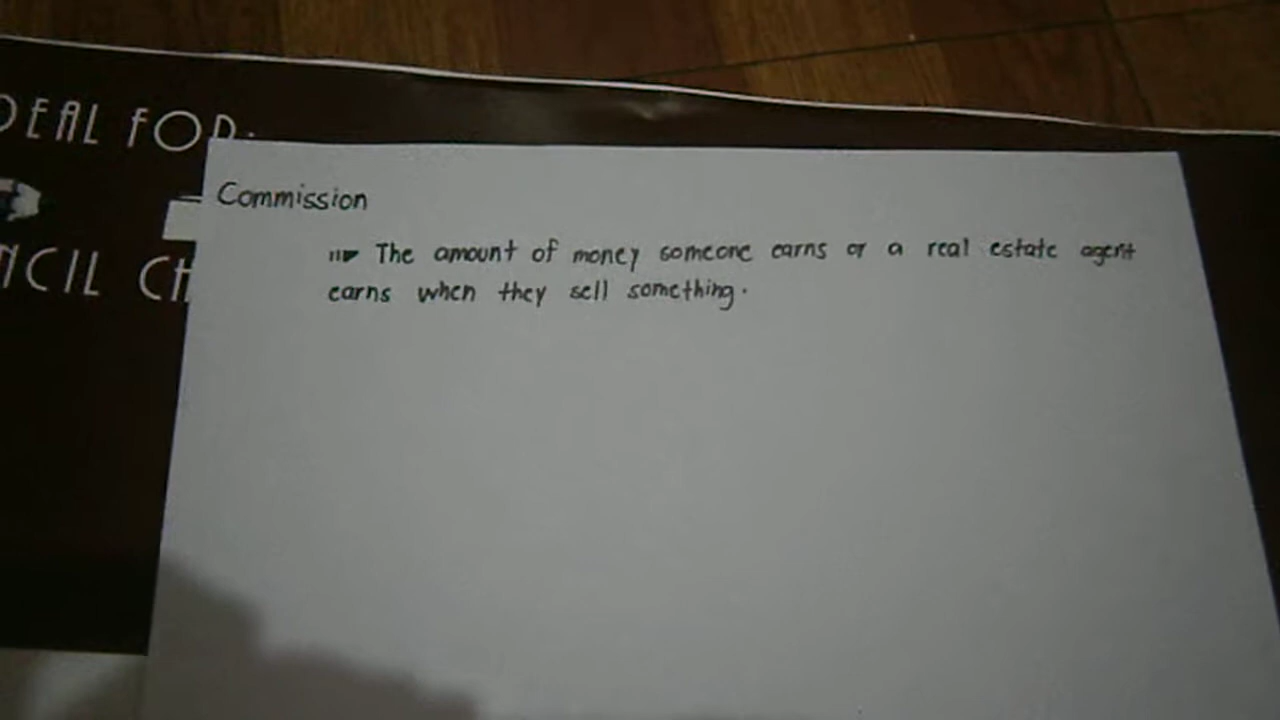 DEAL FOR:
Commission
The amount of money someone earns or a real estate agent
earns when they sell something.
NCIL CH